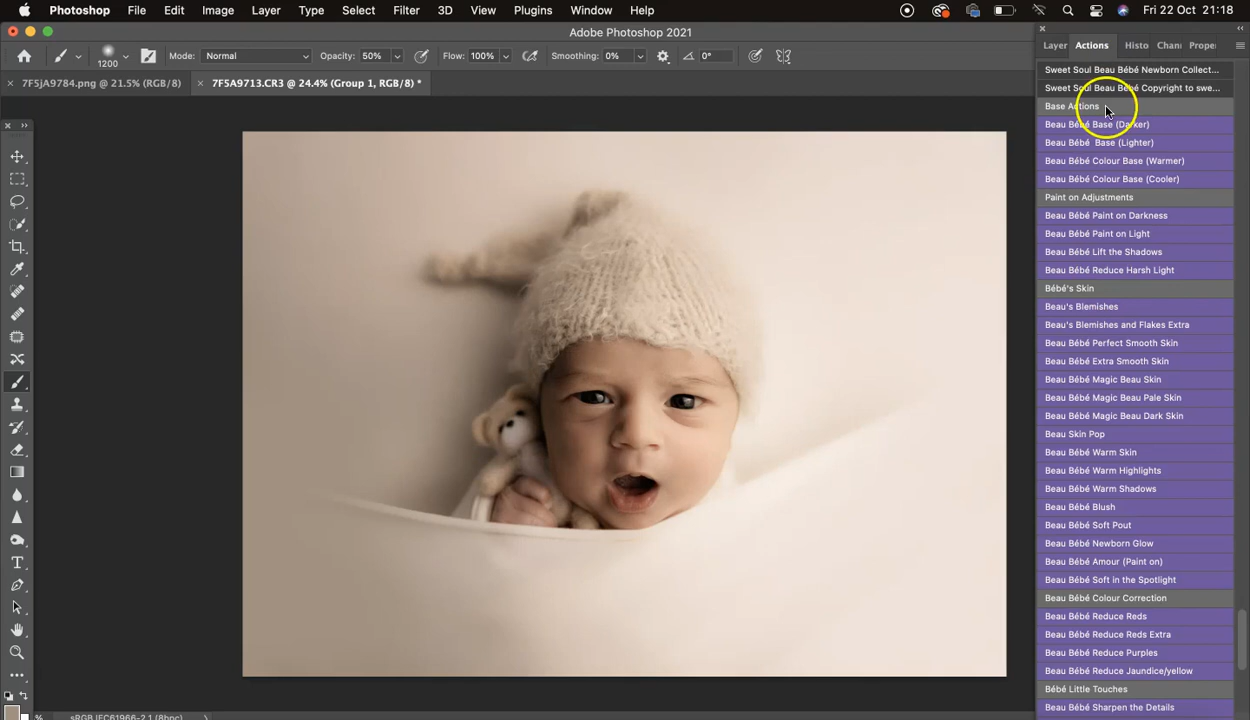 Photoshop File Edit Image Layer Type Select Filter 3D View Plugins Window Help Fri 22 Oct 21:18
Adobe Photoshop 2021
1200 Mode: Normal Opacity: 50% Flow: 100% Smoothing: 0% 0°
× 7F5jA9784.png @ 21.5% (RGB/8) × 7F5A9713.CR3 @ 24.4% (Group 1, RGB/8) *
Layer Actions Histo Chan Prope
Sweet Soul Beau Bébé Newborn Collect...
Sweet Soul Beau Bébé Copyright to swe...
Base Actions
Beau Bébé Base (Darker)
Beau Bébé Base (Lighter)
Beau Bébé Colour Base (Warmer)
Beau Bébé Colour Base (Cooler)
Paint on Adjustments
Beau Bébé Paint on Darkness
Beau Bébé Paint on Light
Beau Bébé Lift the Shadows
Beau Bébé Reduce Harsh Light
Bébé's Skin
Beau's Blemishes
Beau's Blemishes and Flakes Extra
Beau Bébé Perfect Smooth Skin
Beau Bébé Extra Smooth Skin
Beau Bébé Magic Beau Skin
Beau Bébé Magic Beau Pale Skin
Beau Bébé Magic Beau Dark Skin
Beau Skin Pop
Beau Bébé Warm Skin
Beau Bébé Warm Highlights
Beau Bébé Warm Shadows
Beau Bébé Blush
Beau Bébé Soft Pout
Beau Bébé Newborn Glow
Beau Bébé Amour (Paint on)
Beau Bébé Soft in the Spotlight
Beau Bébé Colour Correction
Beau Bébé Reduce Reds
Beau Bébé Reduce Reds Extra
Beau Bébé Reduce Purples
Beau Bébé Reduce Jaundice/yellow
Bébé Little Touches
Beau Bébé Sharpen the Details
% sRGB IEC61966-2.1 (8bpc)